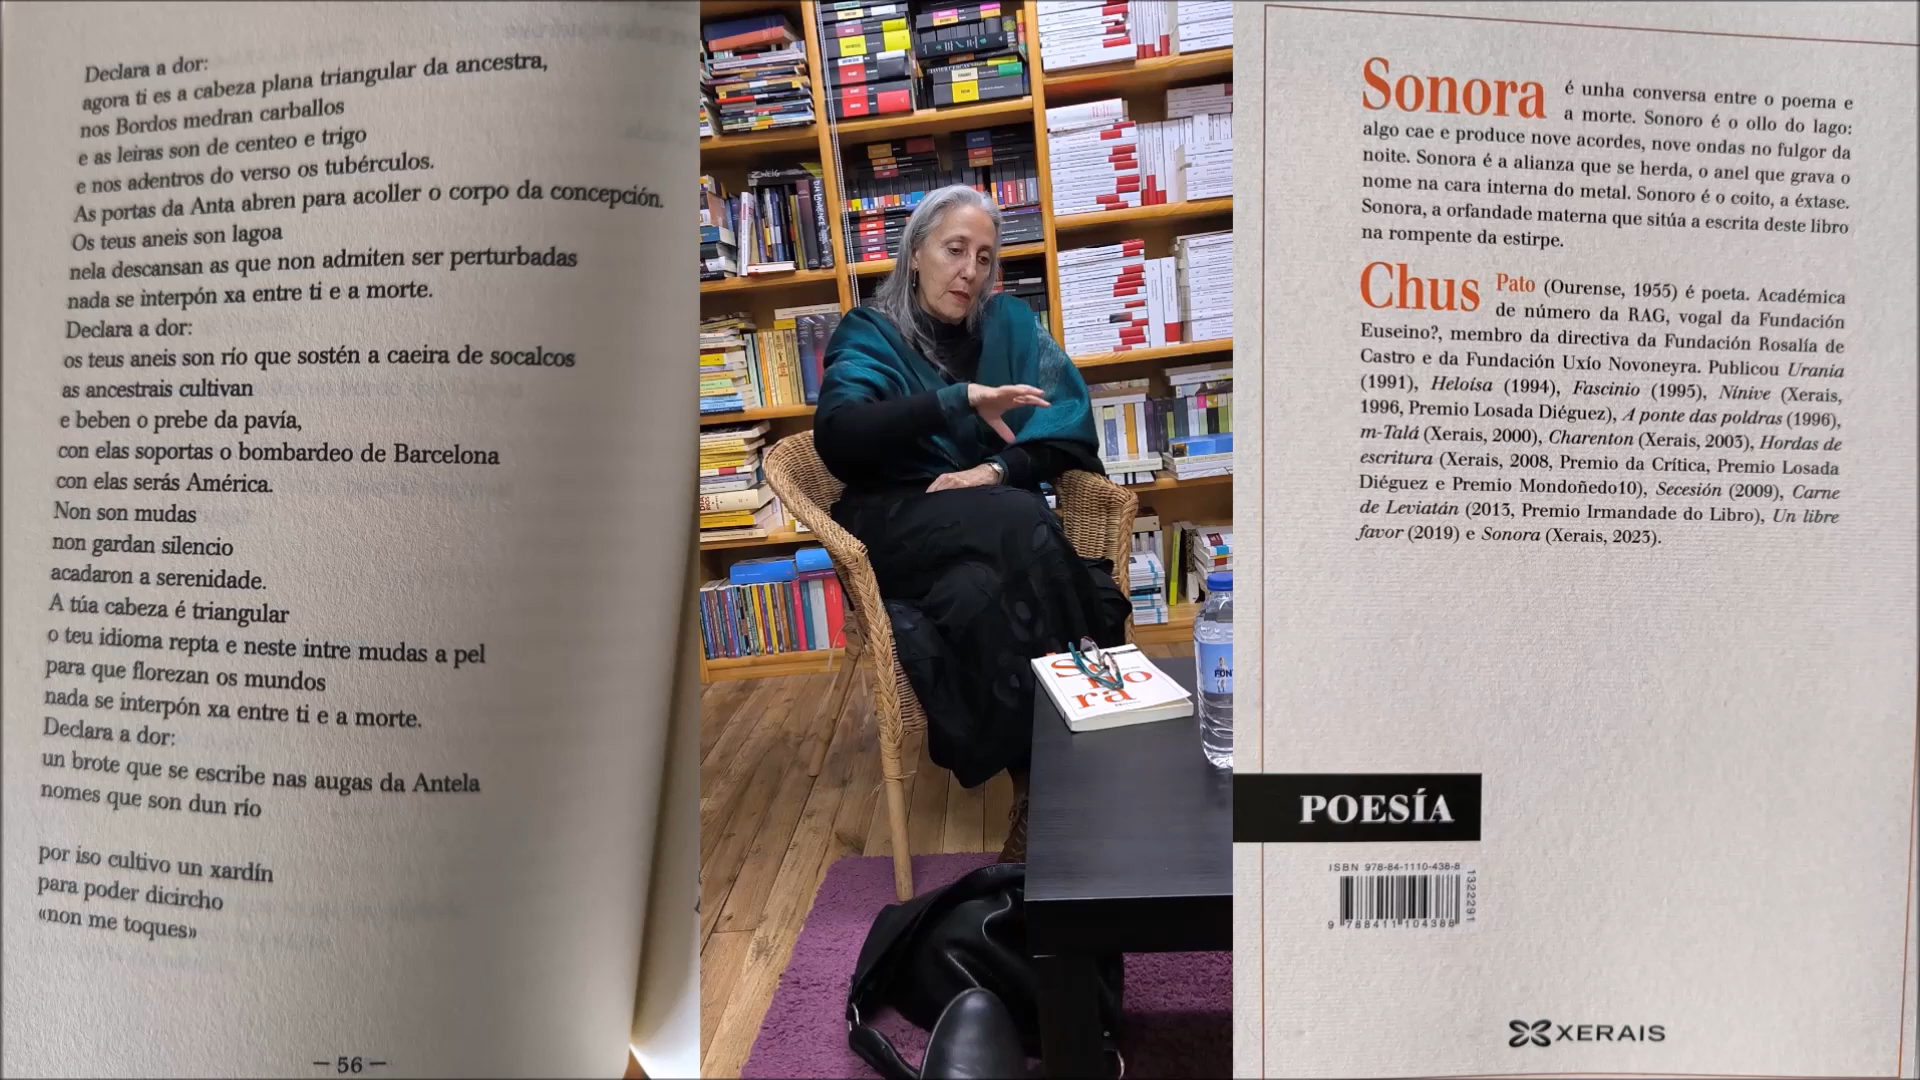 Declara a dor:
agora ti es a cabeza plana triangular da ancestra,
nos Bordos medran carballos
e as leiras son de centeo e trigo
e nos adentros do verso os tubérculos.
As portas da Anta abren para acoller o corpo da concepción.
Os teus aneis son lagoa
nela descansan as que non admiten ser perturbadas
nada se interpón xa entre ti e a morte.
Declara a dor:
os teus aneis son río que sostén a caeira de socalcos
as ancestrais cultivan
e beben o prebe da pavía,
con elas soportas o bombardeo de Barcelona
con elas serás América.
Non son mudas
non gardan silencio
acadaron a serenidade.
A túa cabeza é triangular
o teu idioma repta e neste intre mudas a pel
para que florezan os mundos
nada se interpón xa entre ti e a morte.
Declara a dor:
un brote que se escribe nas augas da Antela
nomes que son dun río
por iso cultivo un xardín
para poder dicircho
«non me toques»
— 56 —
ZWEIG
So
no
ra
FON
Sonora é unha conversa entre o poema e
a morte. Sonoro é o ollo do lago:
algo cae e produce nove acordes, nove ondas no fulgor da
noite. Sonora é a alianza que se herda, o anel que grava o
nome na cara interna do metal. Sonoro é o coito, a éxtase.
Sonora, a orfandade materna que sitúa a escrita deste libro
na rompente da estirpe.
Chus Pato (Ourense, 1955) é poeta. Académica
de número da RAG, vogal da Fundación
Euseino?, membro da directiva da Fundación Rosalía de
Castro e da Fundación Uxío Novoneyra. Publicou Urania
(1991), Heloísa (1994), Fascinio (1995), Nínive (Xerais,
1996, Premio Losada Diéguez), A ponte das poldras (1996),
m-Talá (Xerais, 2000), Charenton (Xerais, 2003), Hordas de
escritura (Xerais, 2008, Premio da Crítica, Premio Losada
Diéguez e Premio Mondoñedo10), Secesión (2009), Carne
de Leviatán (2013, Premio Irmandade do Libro), Un libre
favor (2019) e Sonora (Xerais, 2023).
POESÍA
ISBN 978-84-1110-438-8
1322291
9 788411 104388
XERAIS